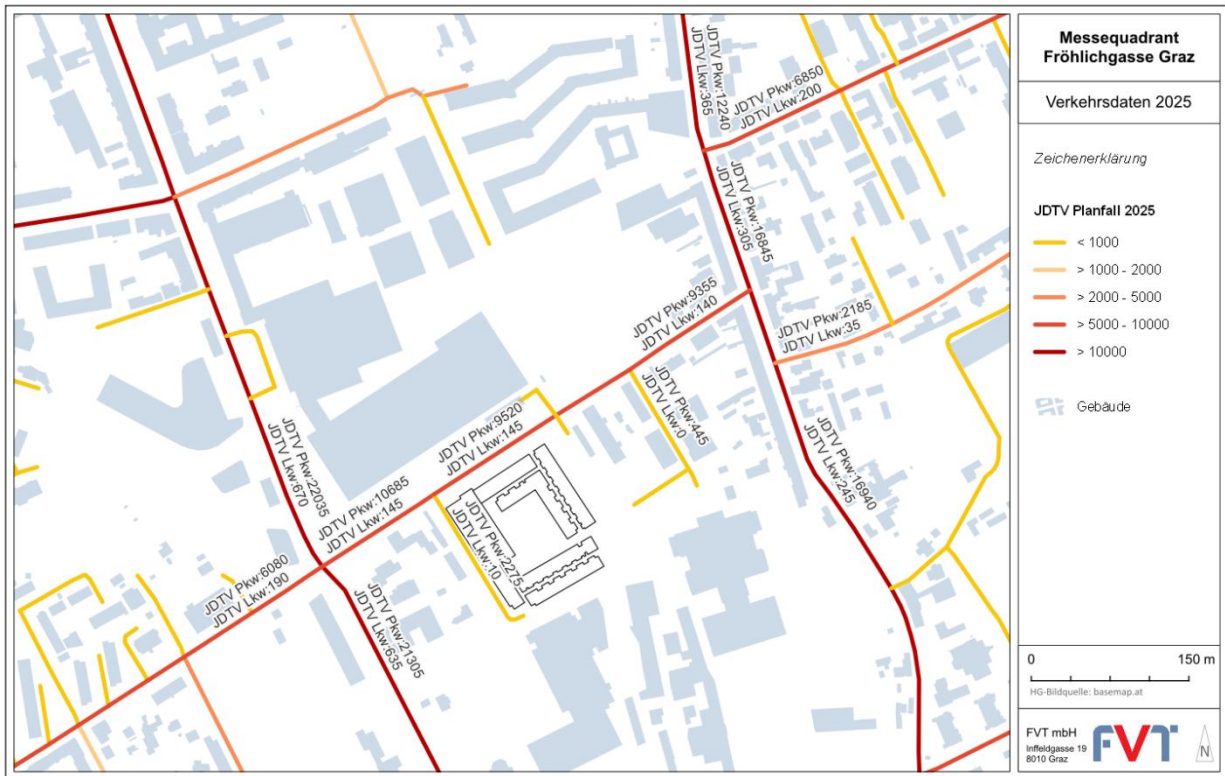 JDTV Pkw:12240
JDTV Lkw:365
JDTV Pkw:6850
JDTV Lkw:200
JDTV Pkw:16845
JDTV Lkw:305
JDTV Pkw:9355
JDTV Lkw:140
JDTV Pkw:2185
JDTV Lkw:35
JDTV Pkw:445
JDTV Lkw:0
JDTV Pkw:9520
JDTV Lkw:145
JDTV Pkw:22035
JDTV Lkw:670
JDTV Pkw:10685
JDTV Lkw:145
JDTV Pkw:16940
JDTV Lkw:245
JDTV Pkw:2275
JDTV Lkw:10
JDTV Pkw:6080
JDTV Lkw:190
JDTV Pkw:21305
JDTV Lkw:635
Messequadrant
Fröhlichgasse Graz
Verkehrsdaten 2025
Zeichenerklärung
JDTV Planfall 2025
< 1000
> 1000 - 2000
> 2000 - 5000
> 5000 - 10000
> 10000
Gebäude
0 150 m
HG-Bildquelle: basemap.at
FVT mbH
Inffeldgasse 19
8010 Graz
FVT
N